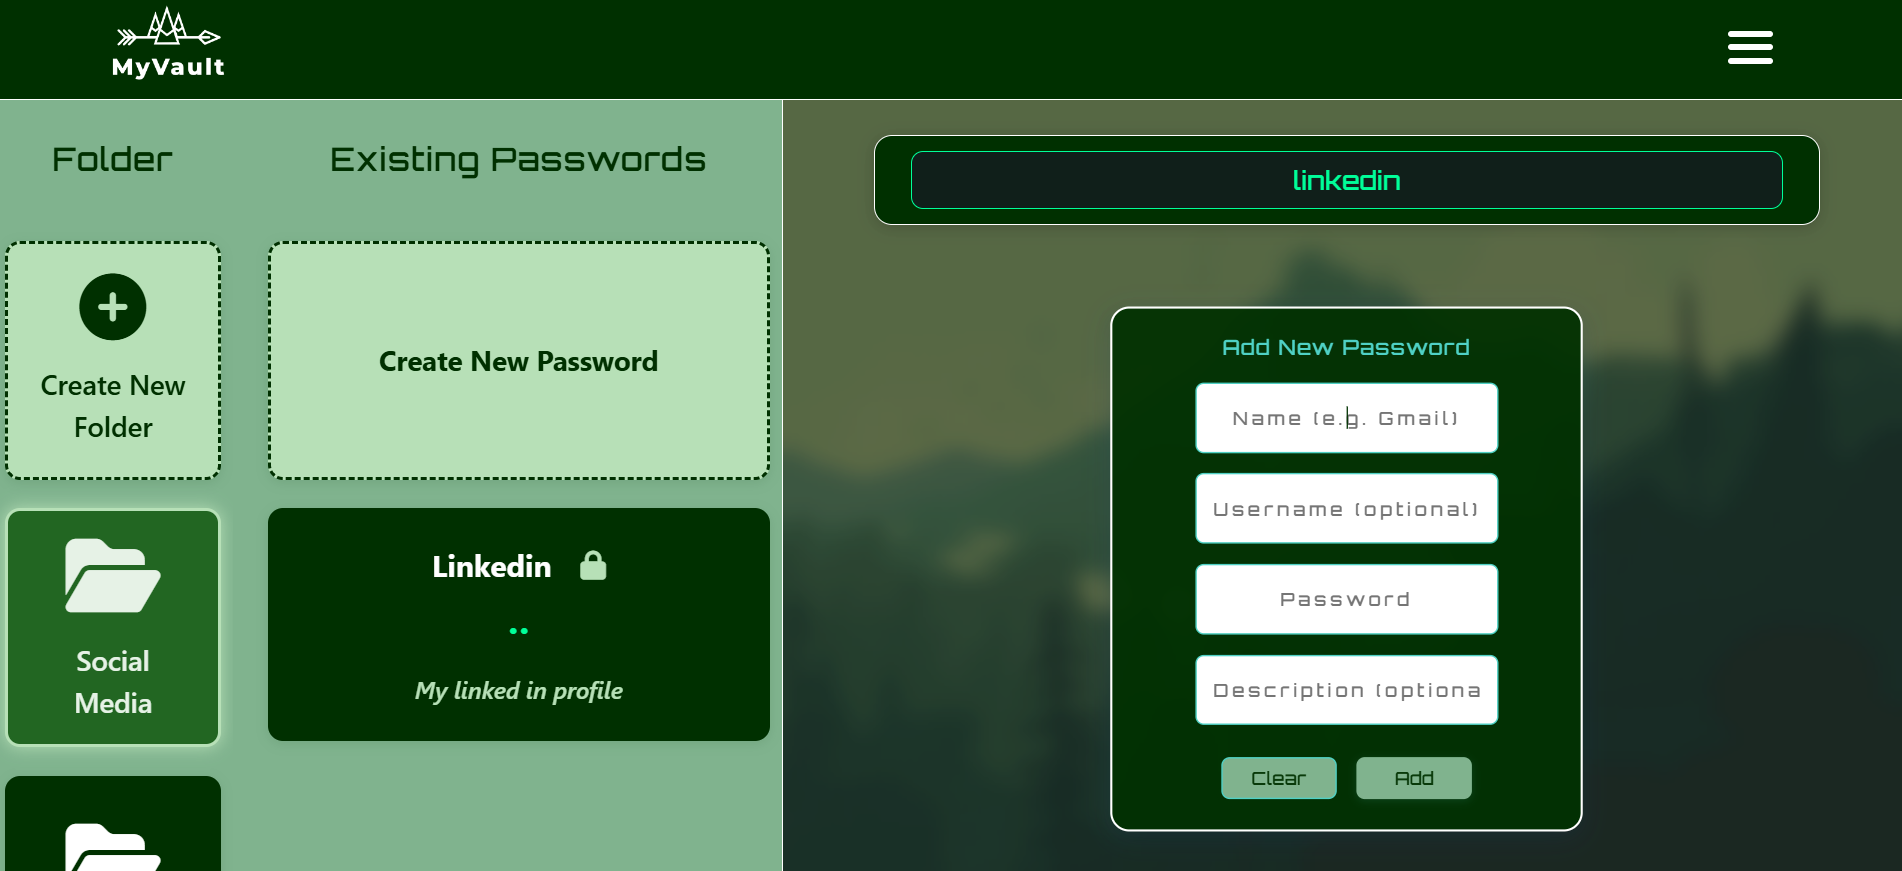 MyVault
Folder
Existing Passwords
linkedin
Create New
Folder
Create New Password
Social
Media
Linkedin
My linked in profile
Add New Password
Name (e.g. Gmail)
Username (optional)
Password
Description (optiona
Clear
Add